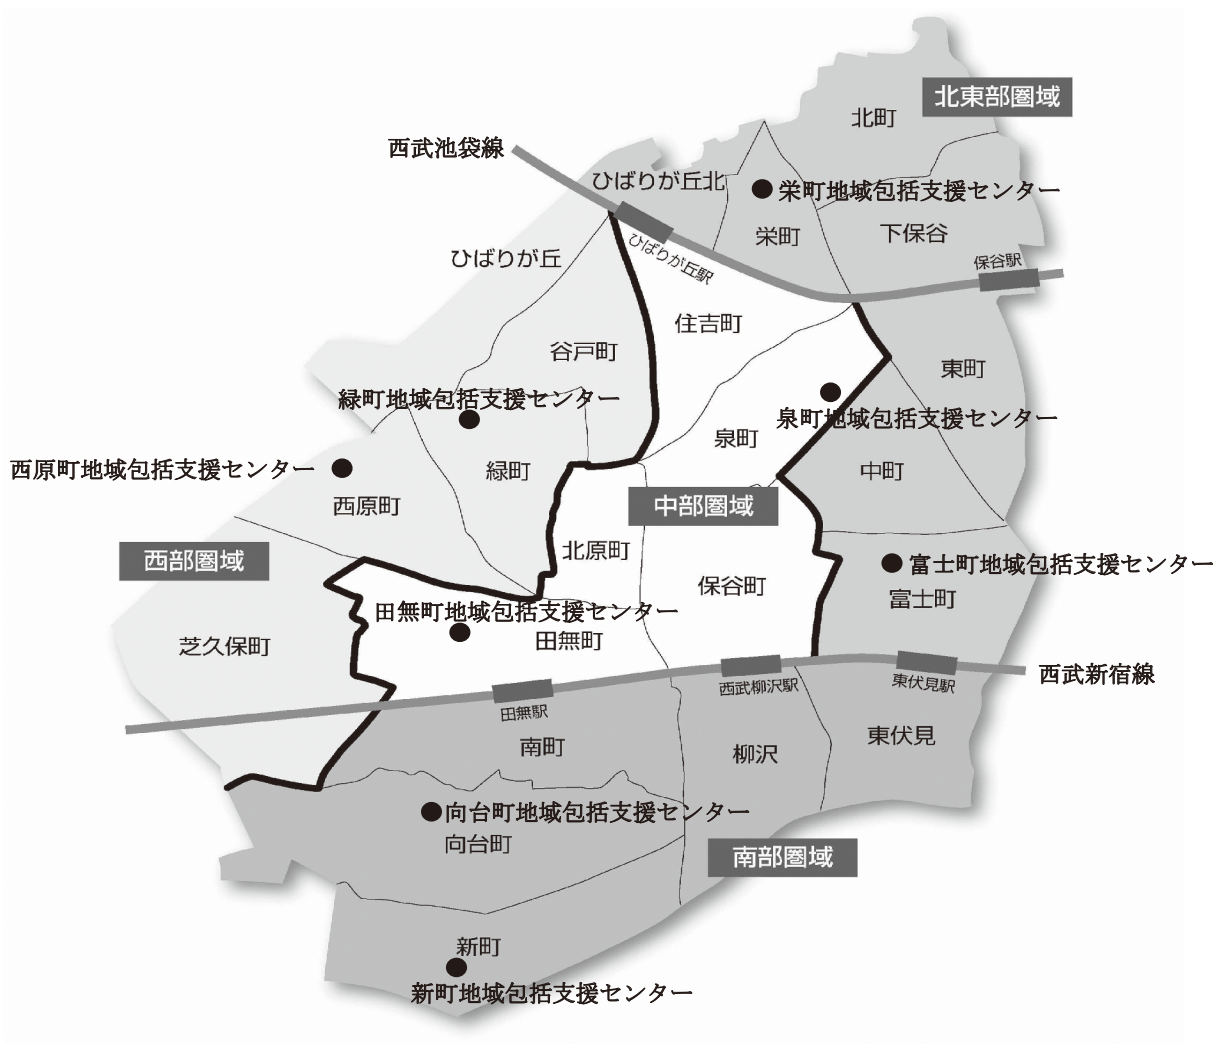 北東部圏域
北町
西武池袋線
ひばりが丘北
栄町地域包括支援センター
栄町
下保谷
ひばりが丘駅
保谷駅
ひばりが丘
住吉町
谷戸町
東町
緑町地域包括支援センター
泉町地域包括支援センター
泉町
西原町地域包括支援センター
緑町
中町
西原町
中部圏域
西部圏域
北原町
富士町地域包括支援センター
保谷町
富士町
田無町地域包括支援センター
田無町
芝久保町
西武新宿線
西武柳沢駅
東伏見駅
田無駅
南町
柳沢
東伏見
向台町地域包括支援センター
向台町
南部圏域
新町
新町地域包括支援センター